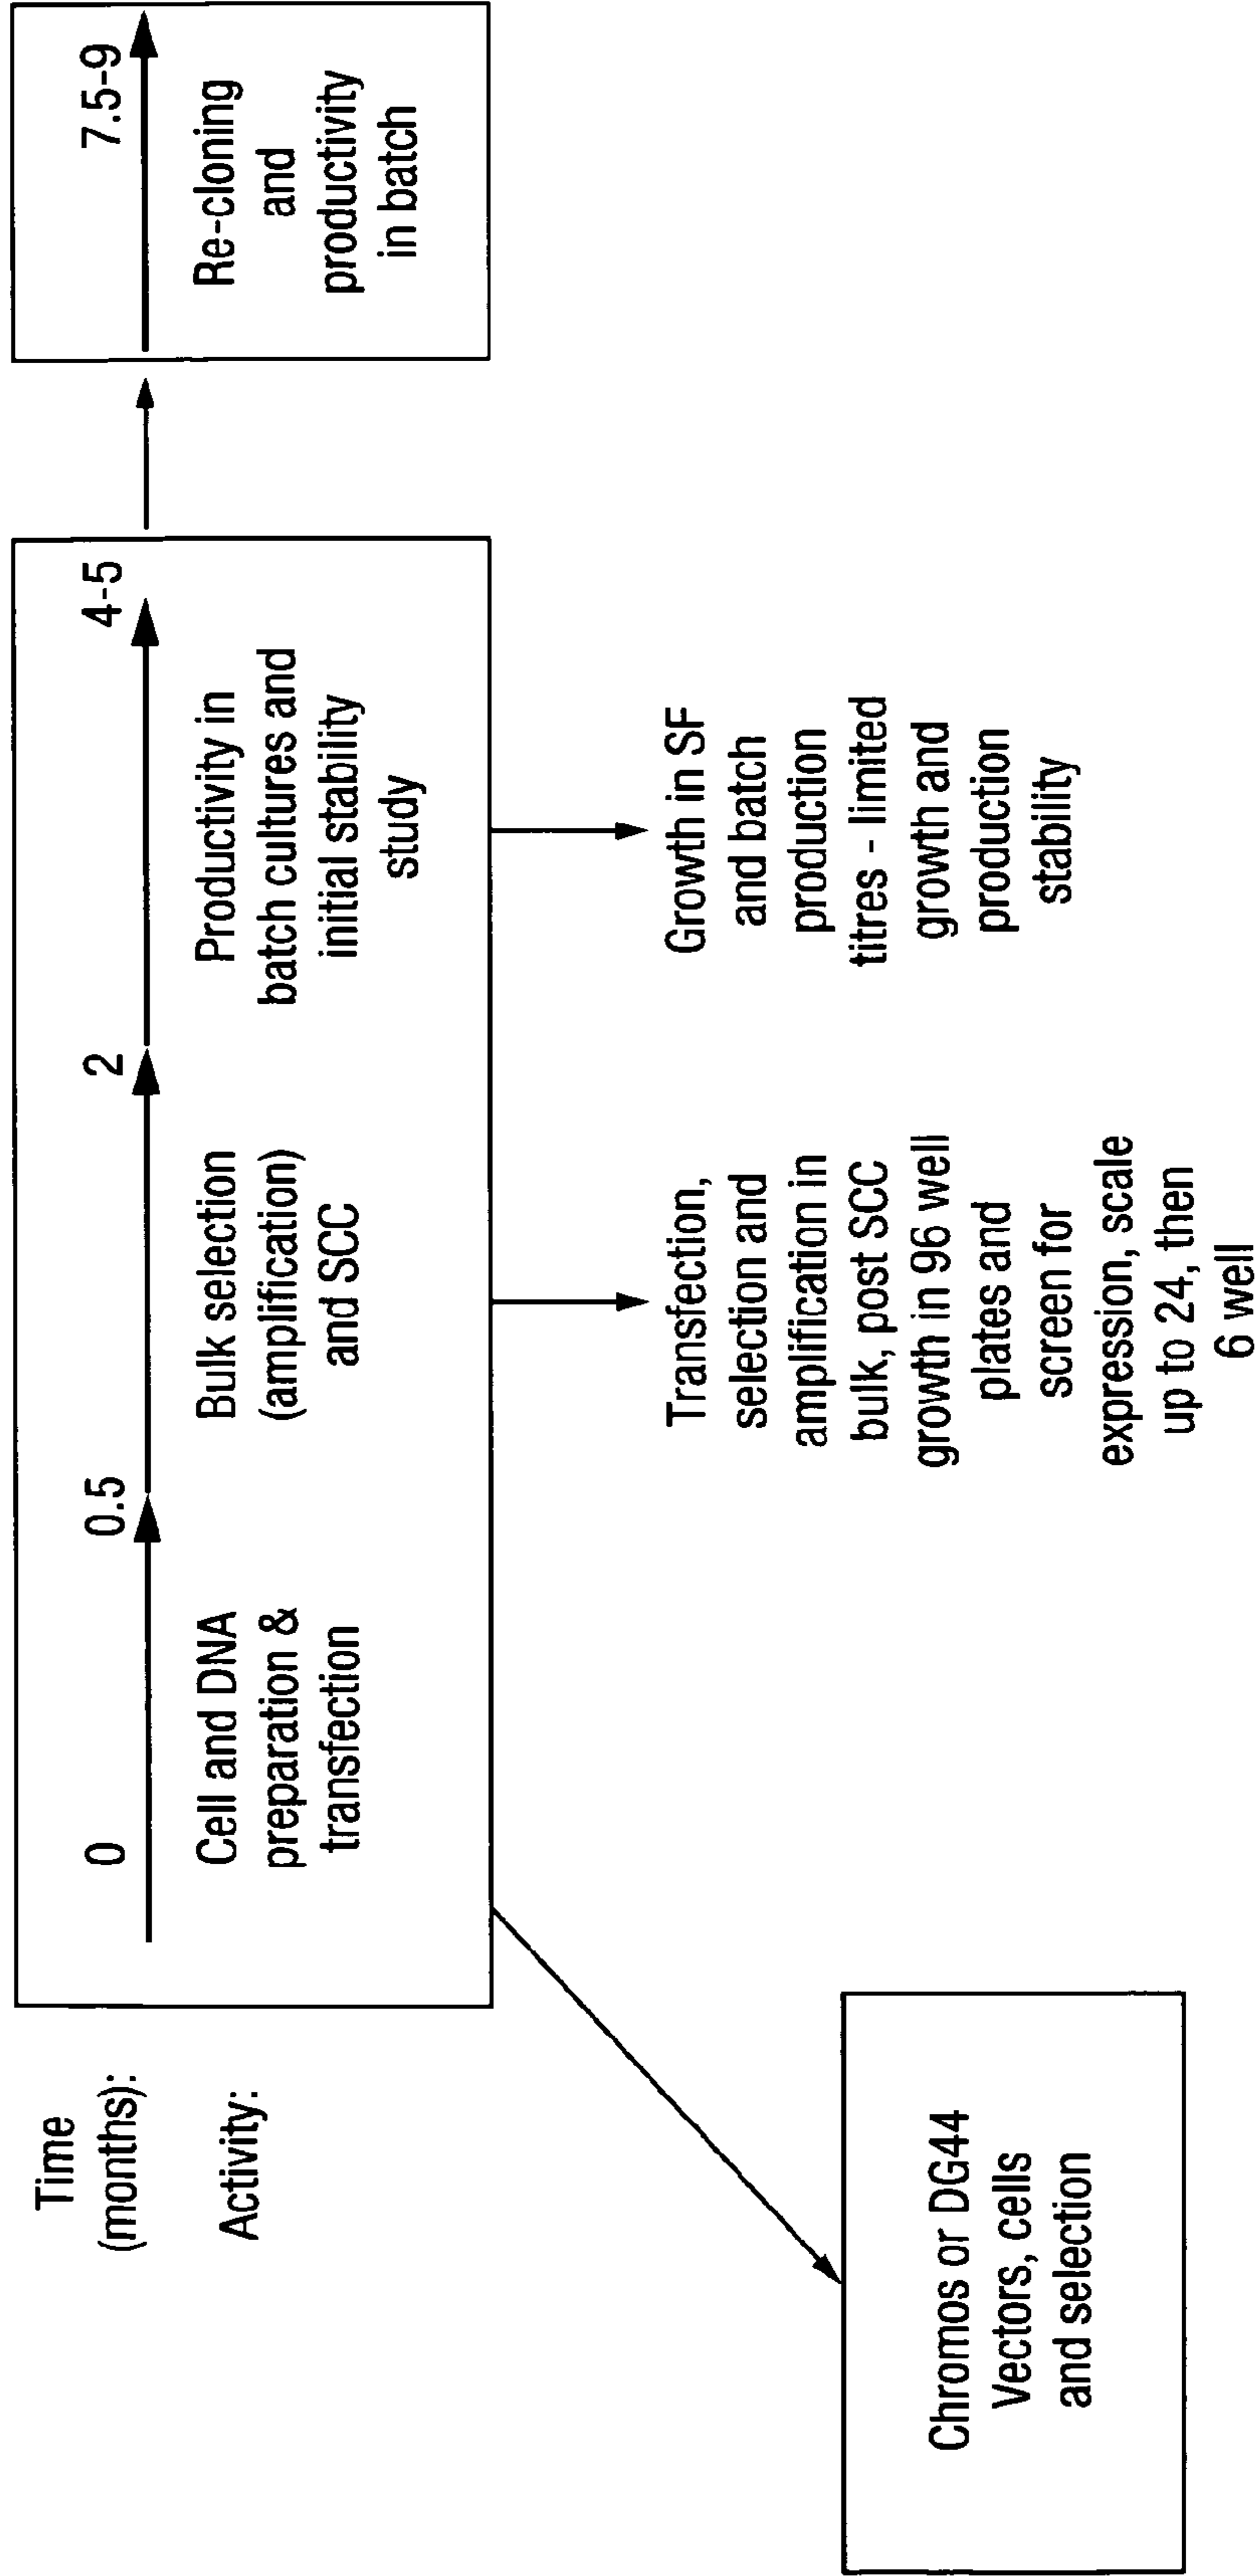 Time
(months):
0
0.5
2
4-5
7.5-9
Activity:
Cell and DNA
preparation &
transfection
Bulk selection
(amplification)
and SCC
Productivity in
batch cultures and
initial stability
study
Re-cloning
and
productivity
in batch
Chromos or DG44
Vectors, cells
and selection
Transfection,
selection and
amplification in
bulk, post SCC
growth in 96 well
plates and
screen for
expression, scale
up to 24, then
6 well
Growth in SF
and batch
production
titres - limited
growth and
production
stability